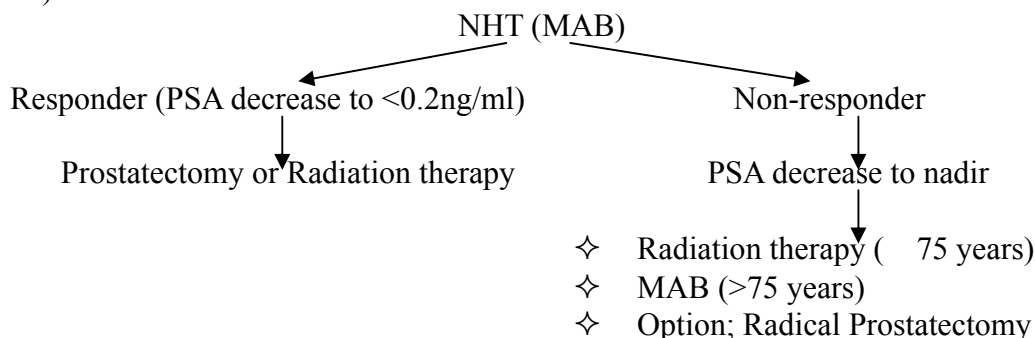 )
NHT (MAB)
Responder (PSA decrease to <0.2ng/ml) Non-responder
Prostatectomy or Radiation therapy PSA decrease to nadir
✧ Radiation therapy ( 75 years)
✧ MAB (>75 years)
✧ Option; Radical Prostatectomy